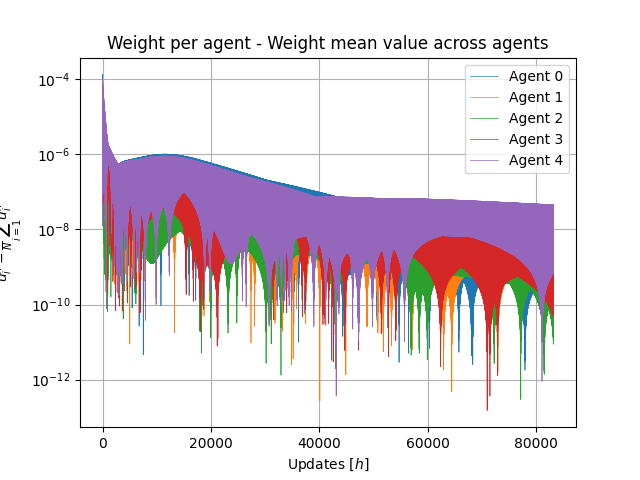 Weight per agent - Weight mean value across agents
10⁻⁴
10⁻⁶
10⁻⁸
10⁻¹⁰
10⁻¹²
Agent 0
Agent 1
Agent 2
Agent 3
Agent 4
0
20000
40000
60000
80000
Updates [h]